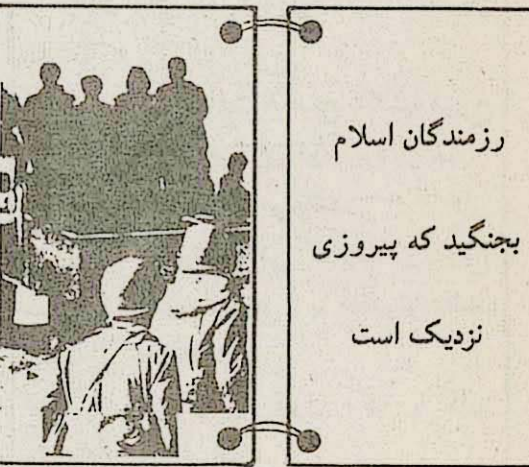 رزمندگان اسلام
بجنگید که پیروزی
نزدیک است